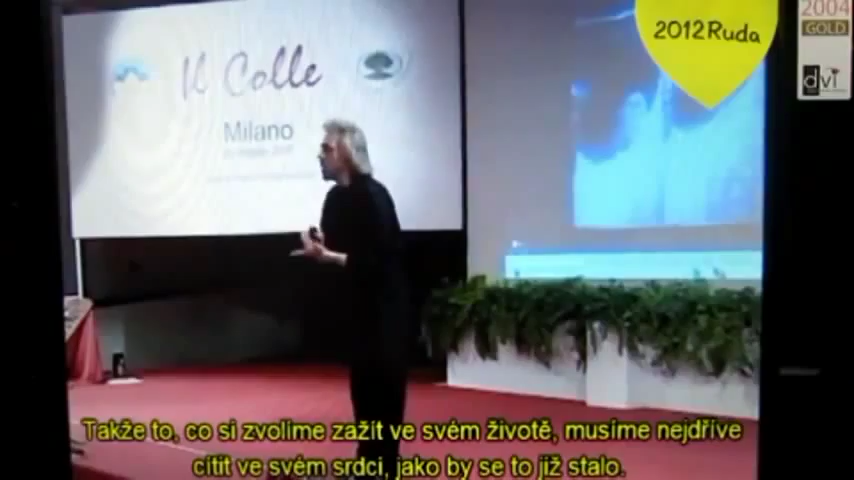 2012Ruda
2004
GOLD
dvi
Il Colle
Milano
Takže to, co si zvolíme zažít ve svém životě, musíme nejdříve
cítit ve svém srdci, jako by se to již stalo.